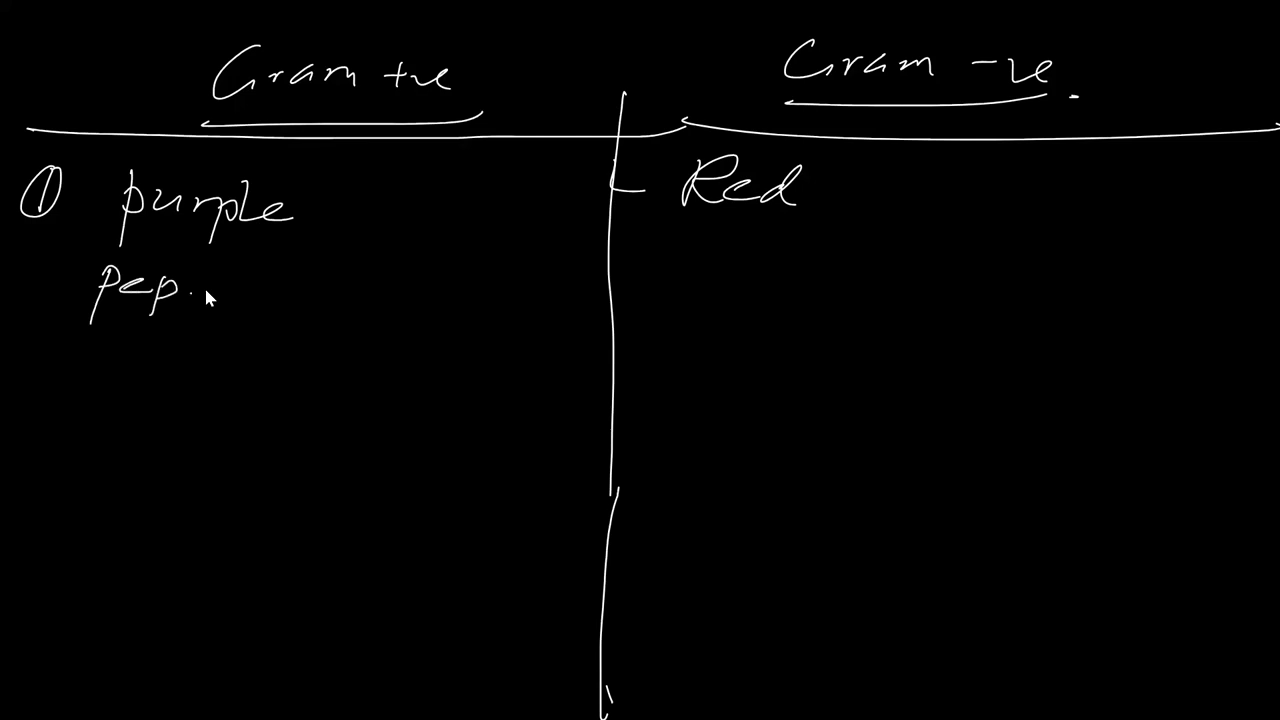 Gram +ve
Gram -ve.
① purple
Red
pep.